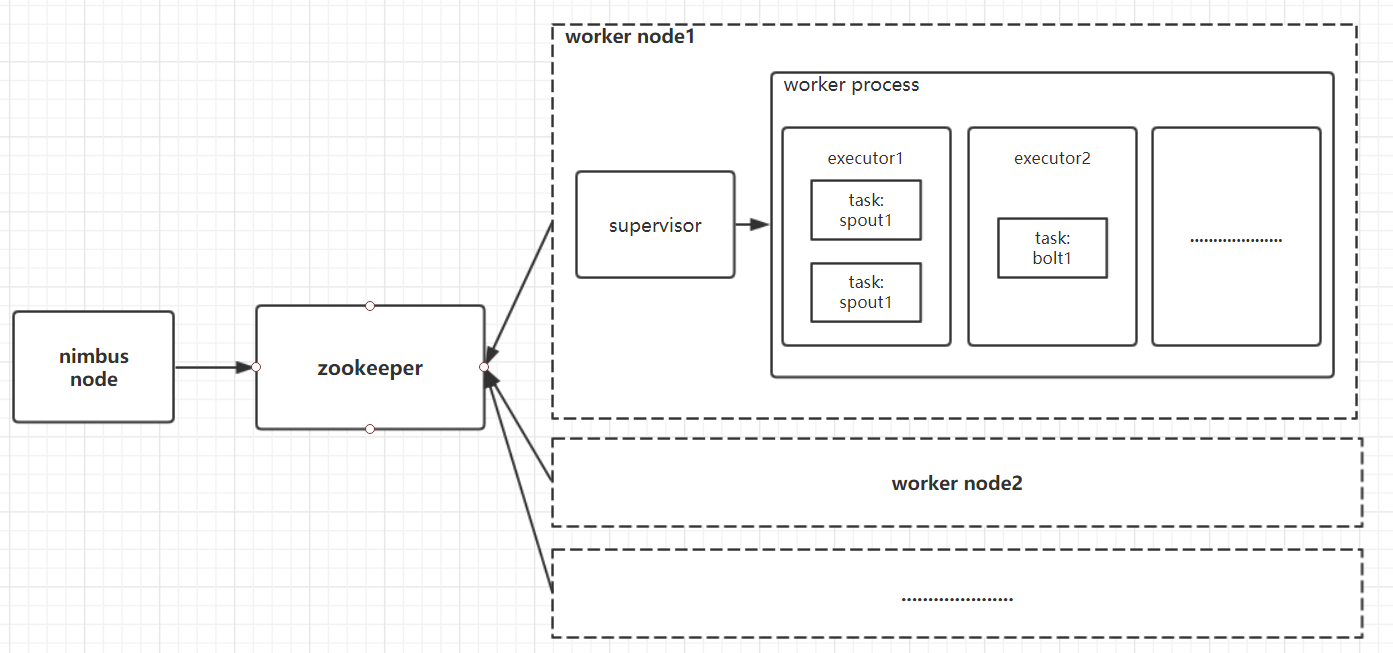 worker node1
worker process
executor1
task:
spout1
task:
spout1
executor2
task:
bolt1
.....................
supervisor
nimbus
node
zookeeper
worker node2
.....................